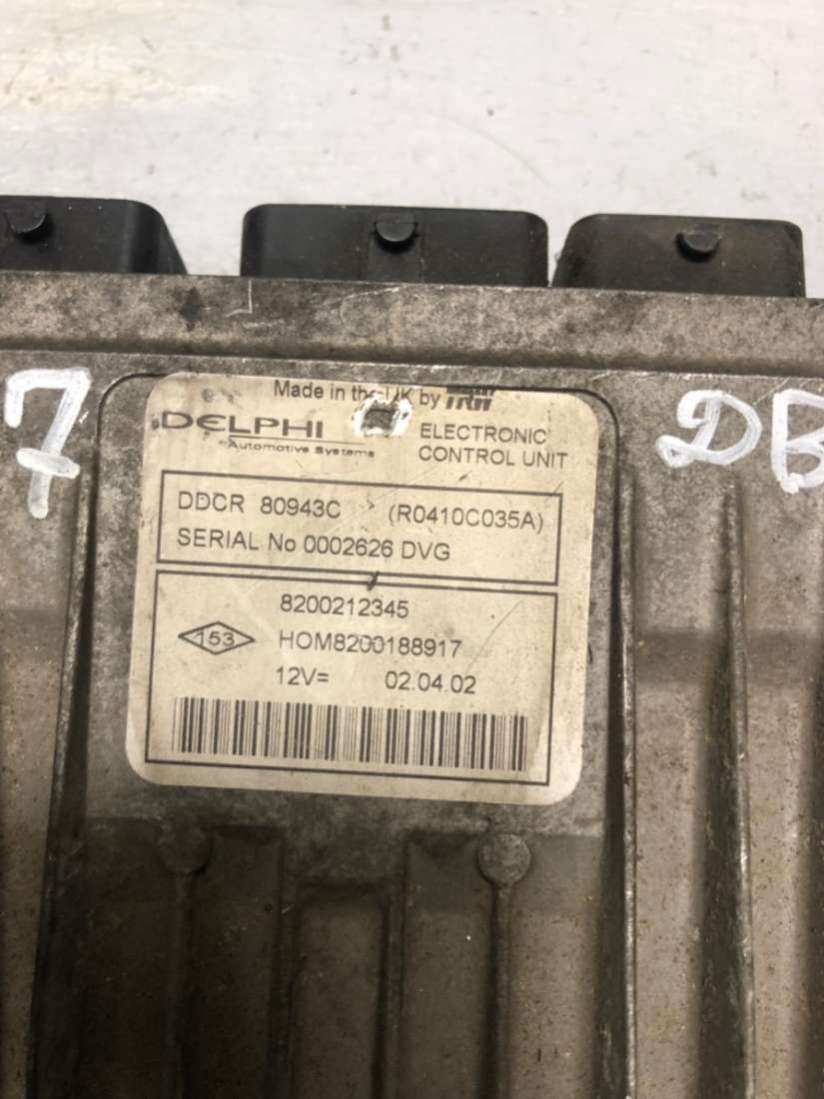 Made in the UK by TRW
DELPHI
Automotive Systems
ELECTRONIC
CONTROL UNIT
DDCR 80943C (R0410C035A)
SERIAL No 0002626 DVG
8200212345
153
HOM8200188917
12V= 02.04.02
7
DB